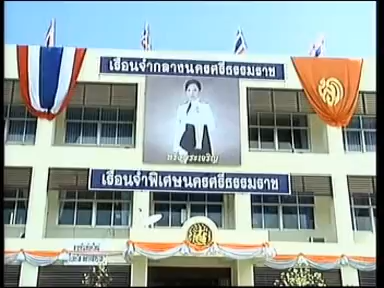 เรือนจำกลางนครศรีธรรมราช
ทรงพระเจริญ
เรือนจำพิเศษนครศรีธรรมราช